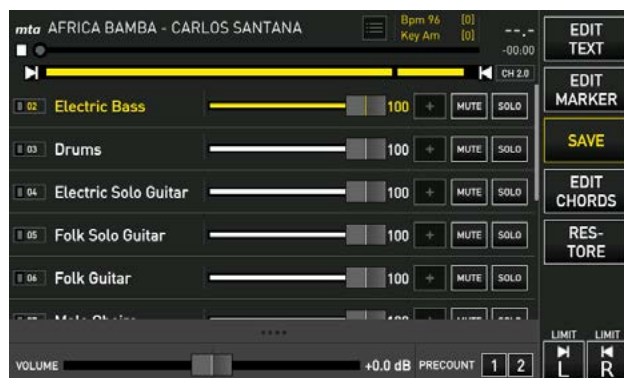 mta AFRICA BAMBA - CARLOS SANTANA
Bpm 96 [0]
Key Am [0]
--.-
-00:00
CH 2.0
02 Electric Bass 100 + MUTE SOLO
03 Drums 100 + MUTE SOLO
04 Electric Solo Guitar 100 + MUTE SOLO
05 Folk Solo Guitar 100 + MUTE SOLO
06 Folk Guitar 100 + MUTE SOLO
VOLUME +0.0 dB PRECOUNT 1 2
EDIT
TEXT
EDIT
MARKER
SAVE
EDIT
CHORDS
RES-
TORE
LIMIT LIMIT
L R